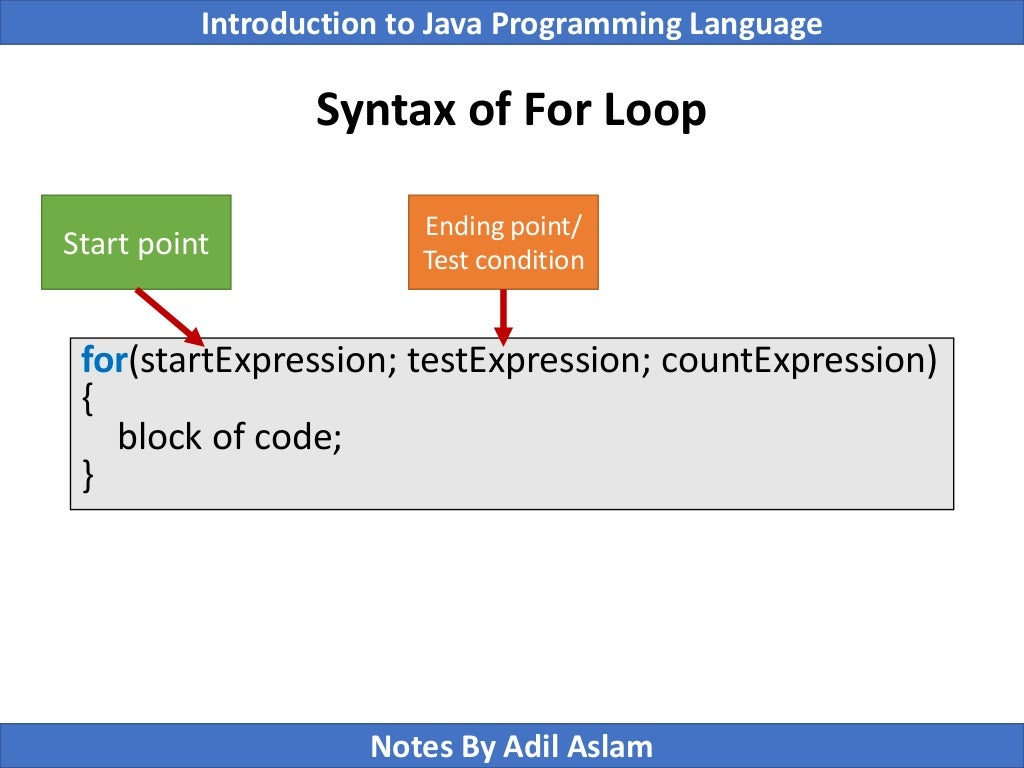 Introduction to Java Programming Language
Syntax of For Loop
Start point
Ending point/
Test condition
for(startExpression; testExpression; countExpression)
{
block of code;
}
Notes By Adil Aslam